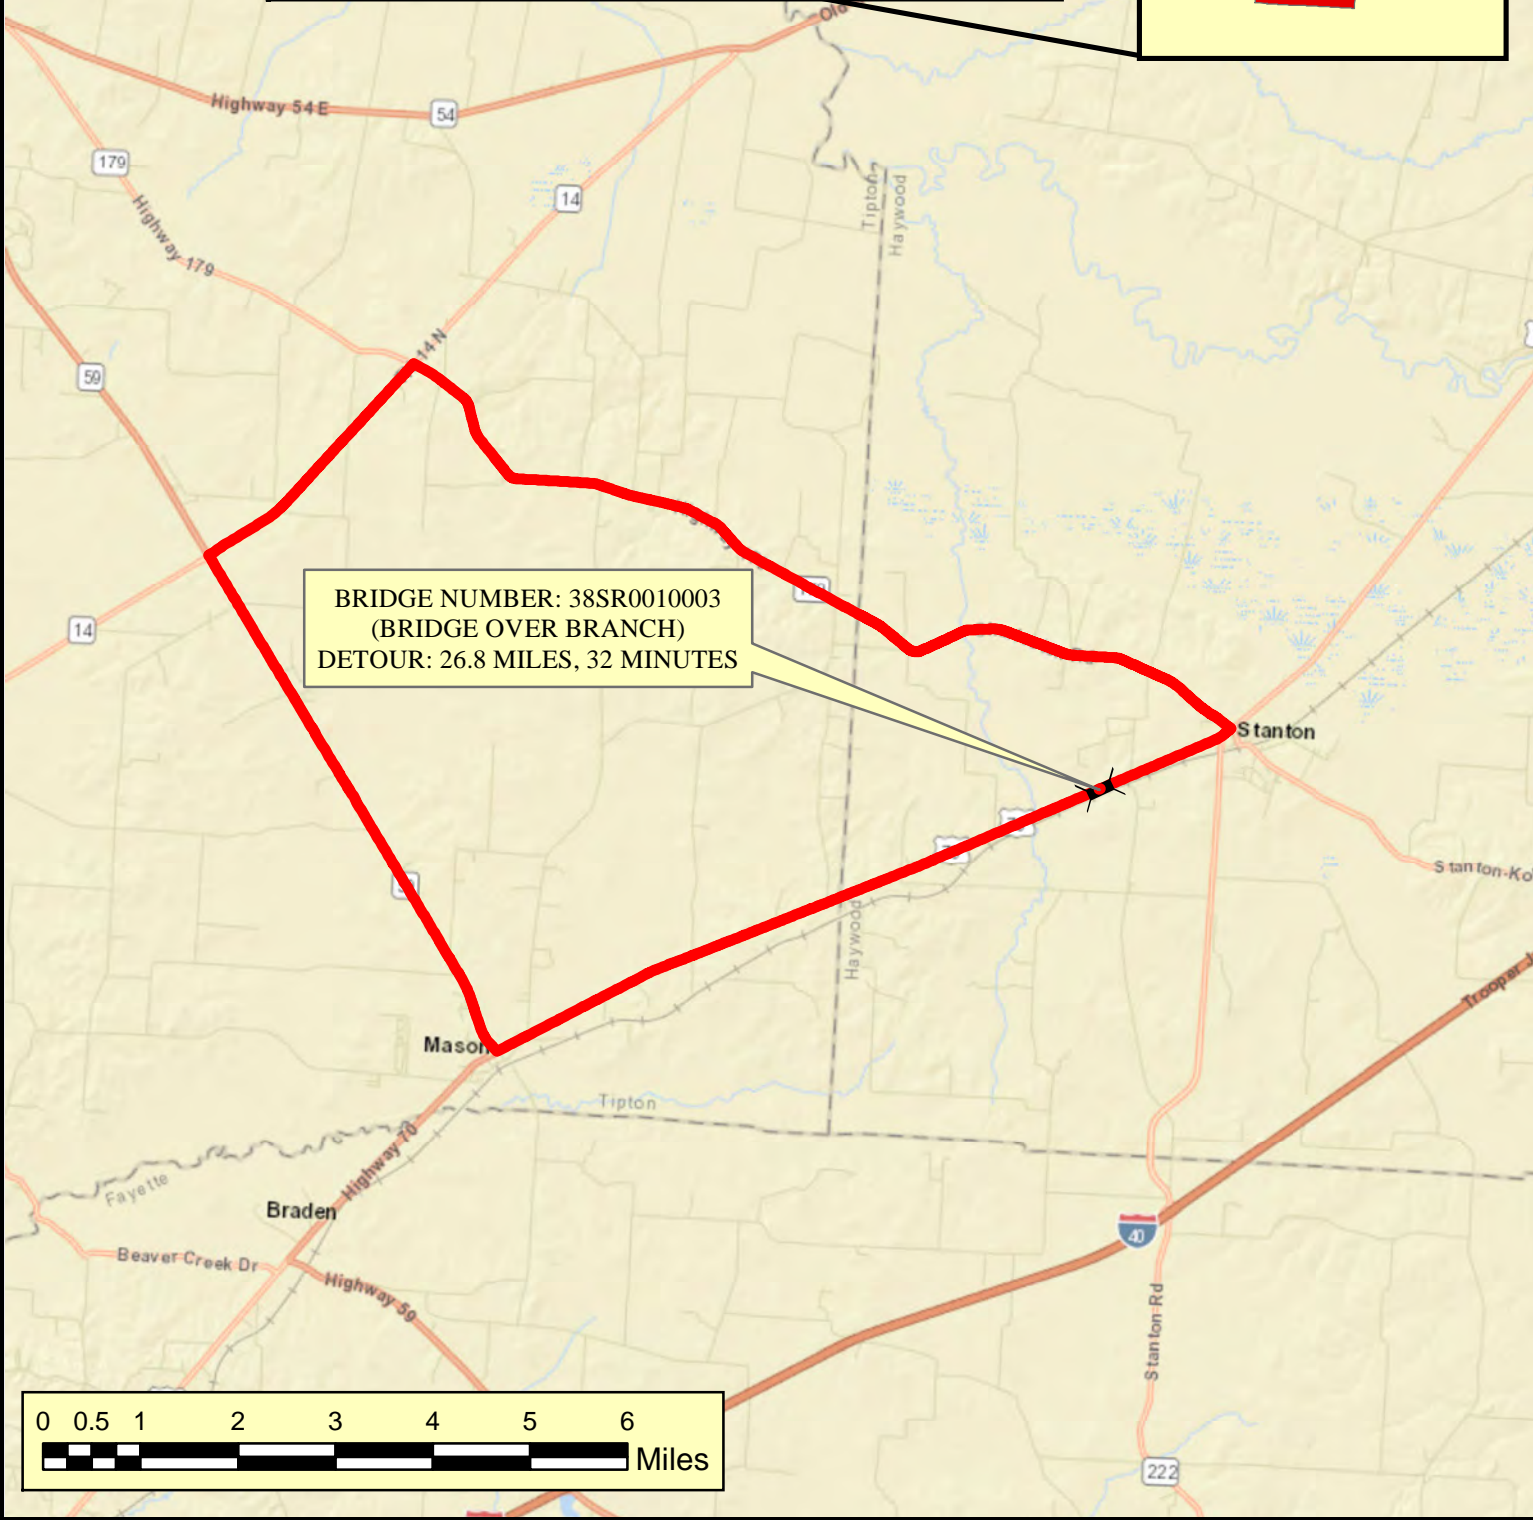 Old
Highway 54 E
54
179
14
Tipton
Haywood
Highway 179
14 N
59
BRIDGE NUMBER: 38SR0010003
(BRIDGE OVER BRANCH)
DETOUR: 26.8 MILES, 32 MINUTES
14
Stanton
Stanton-Ko
Haywood
Trooper J
Mason
Tipton
Highway 70
Fayette
Braden
Beaver Creek Dr
Highway 59
40
Stanton Rd
0 0.5 1 2 3 4 5 6
Miles
222